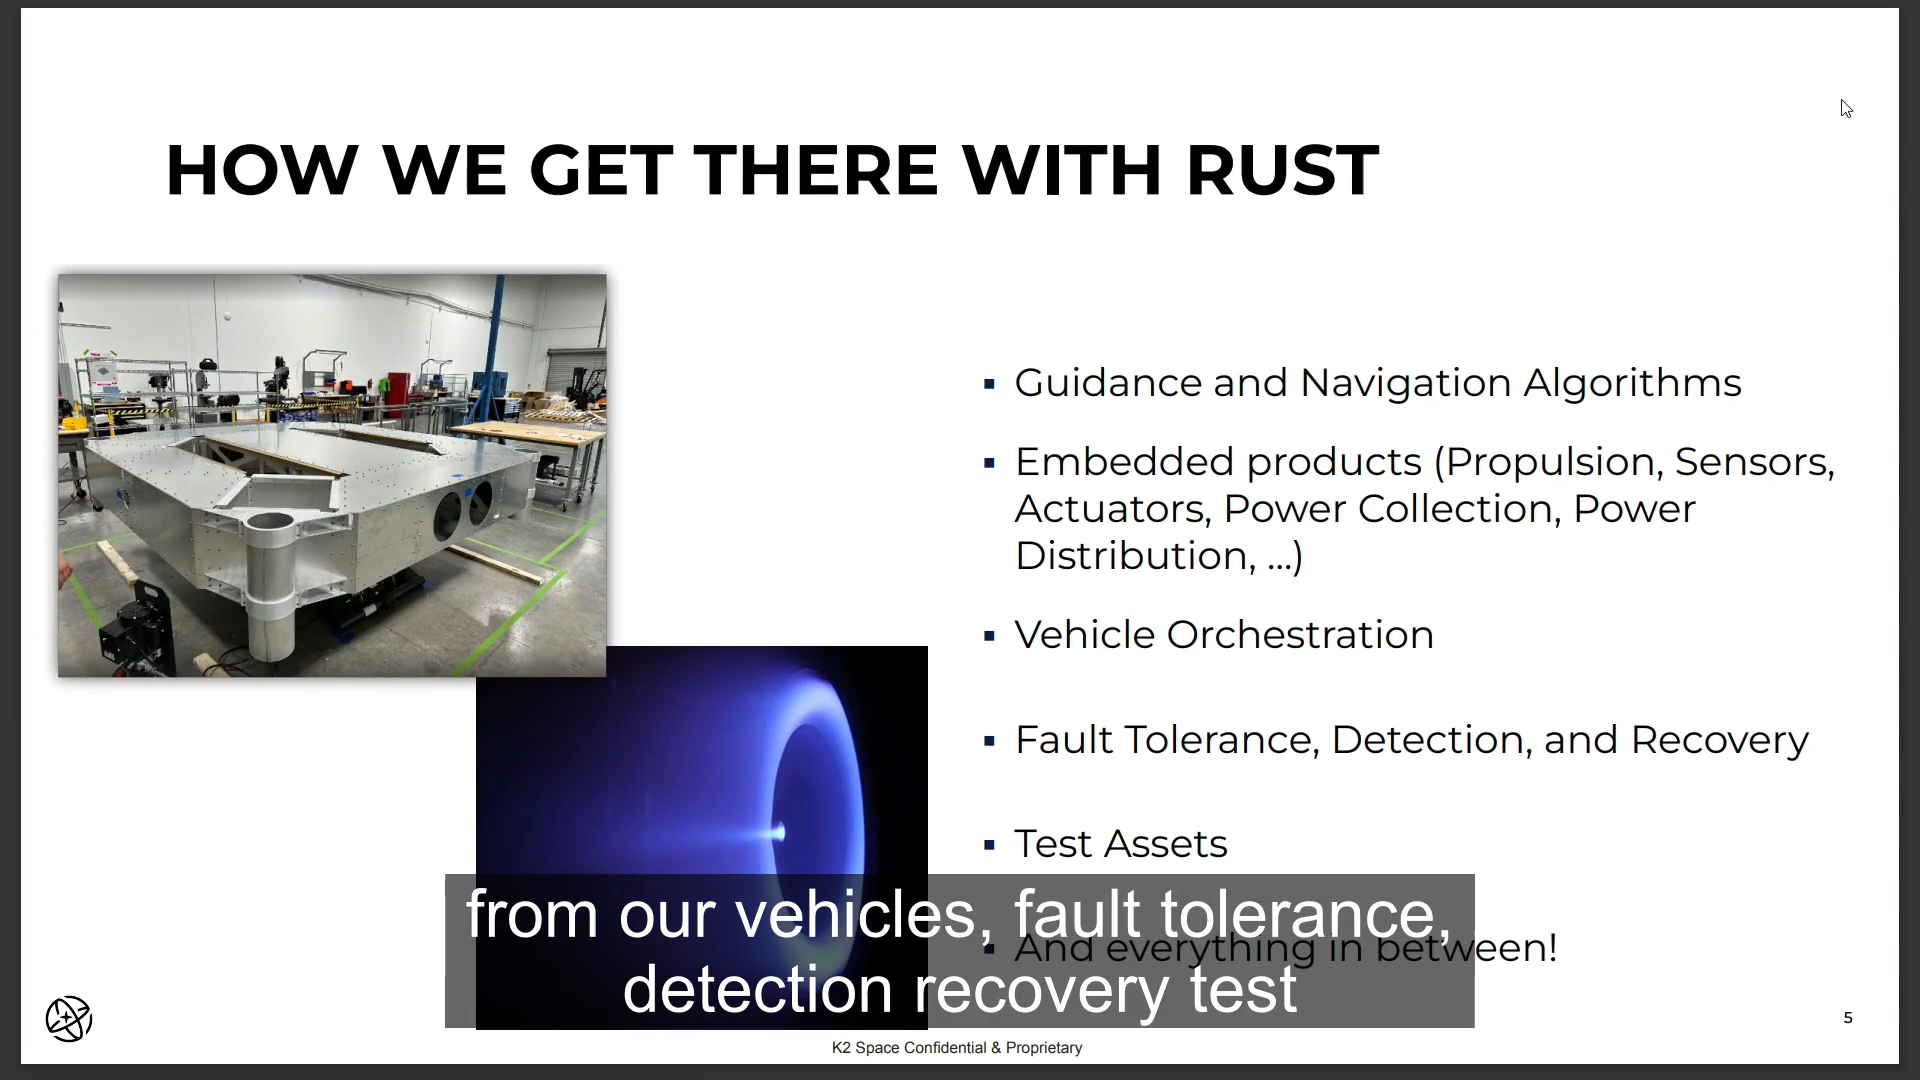 HOW WE GET THERE WITH RUST
▪ Guidance and Navigation Algorithms
▪ Embedded products (Propulsion, Sensors,
Actuators, Power Collection, Power
Distribution, ...)
▪ Vehicle Orchestration
▪ Fault Tolerance, Detection, and Recovery
▪ Test Assets
▪ And everything in between!
from our vehicles, fault tolerance,
detection recovery test
5
K2 Space Confidential & Proprietary